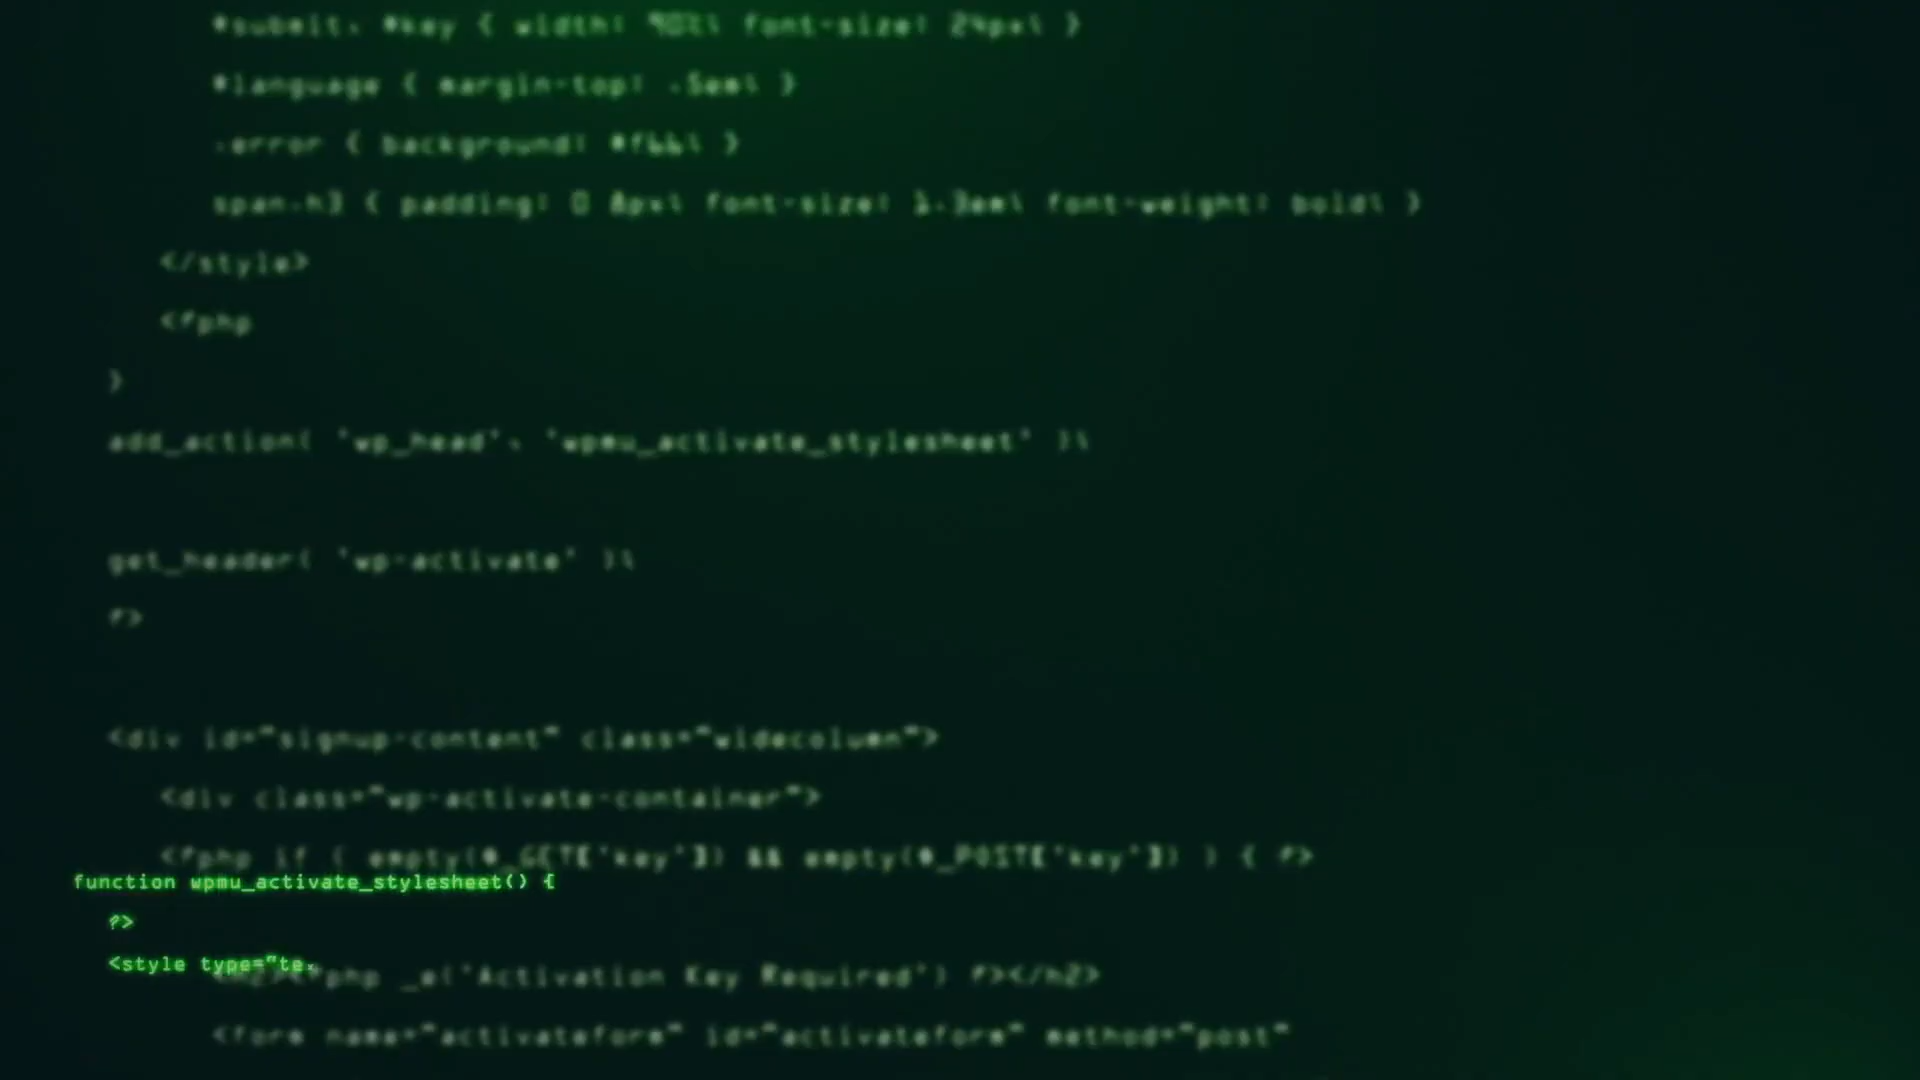 #submit, #key { width: 90%; font-size: 24px; }
#language { margin-top: .5em; }
.error { background: #f66; }
span.h3 { padding: 0 8px; font-size: 1.3em; font-weight: bold; }
</style>
<?php
}
add_action( 'wp_head', 'wpmu_activate_stylesheet' );
get_header( 'wp-activate' );
?>
<div id="signup-content" class="widecolumn">
<div class="wp-activate-container">
<?php if ( empty($_GET['key']) && empty($_POST['key']) ) { ?>
function wpmu_activate_stylesheet() {
?>
<style type="te
<h2><?php _e('Activation Key Required') ?></h2>
<form name="activateform" id="activateform" method="post"